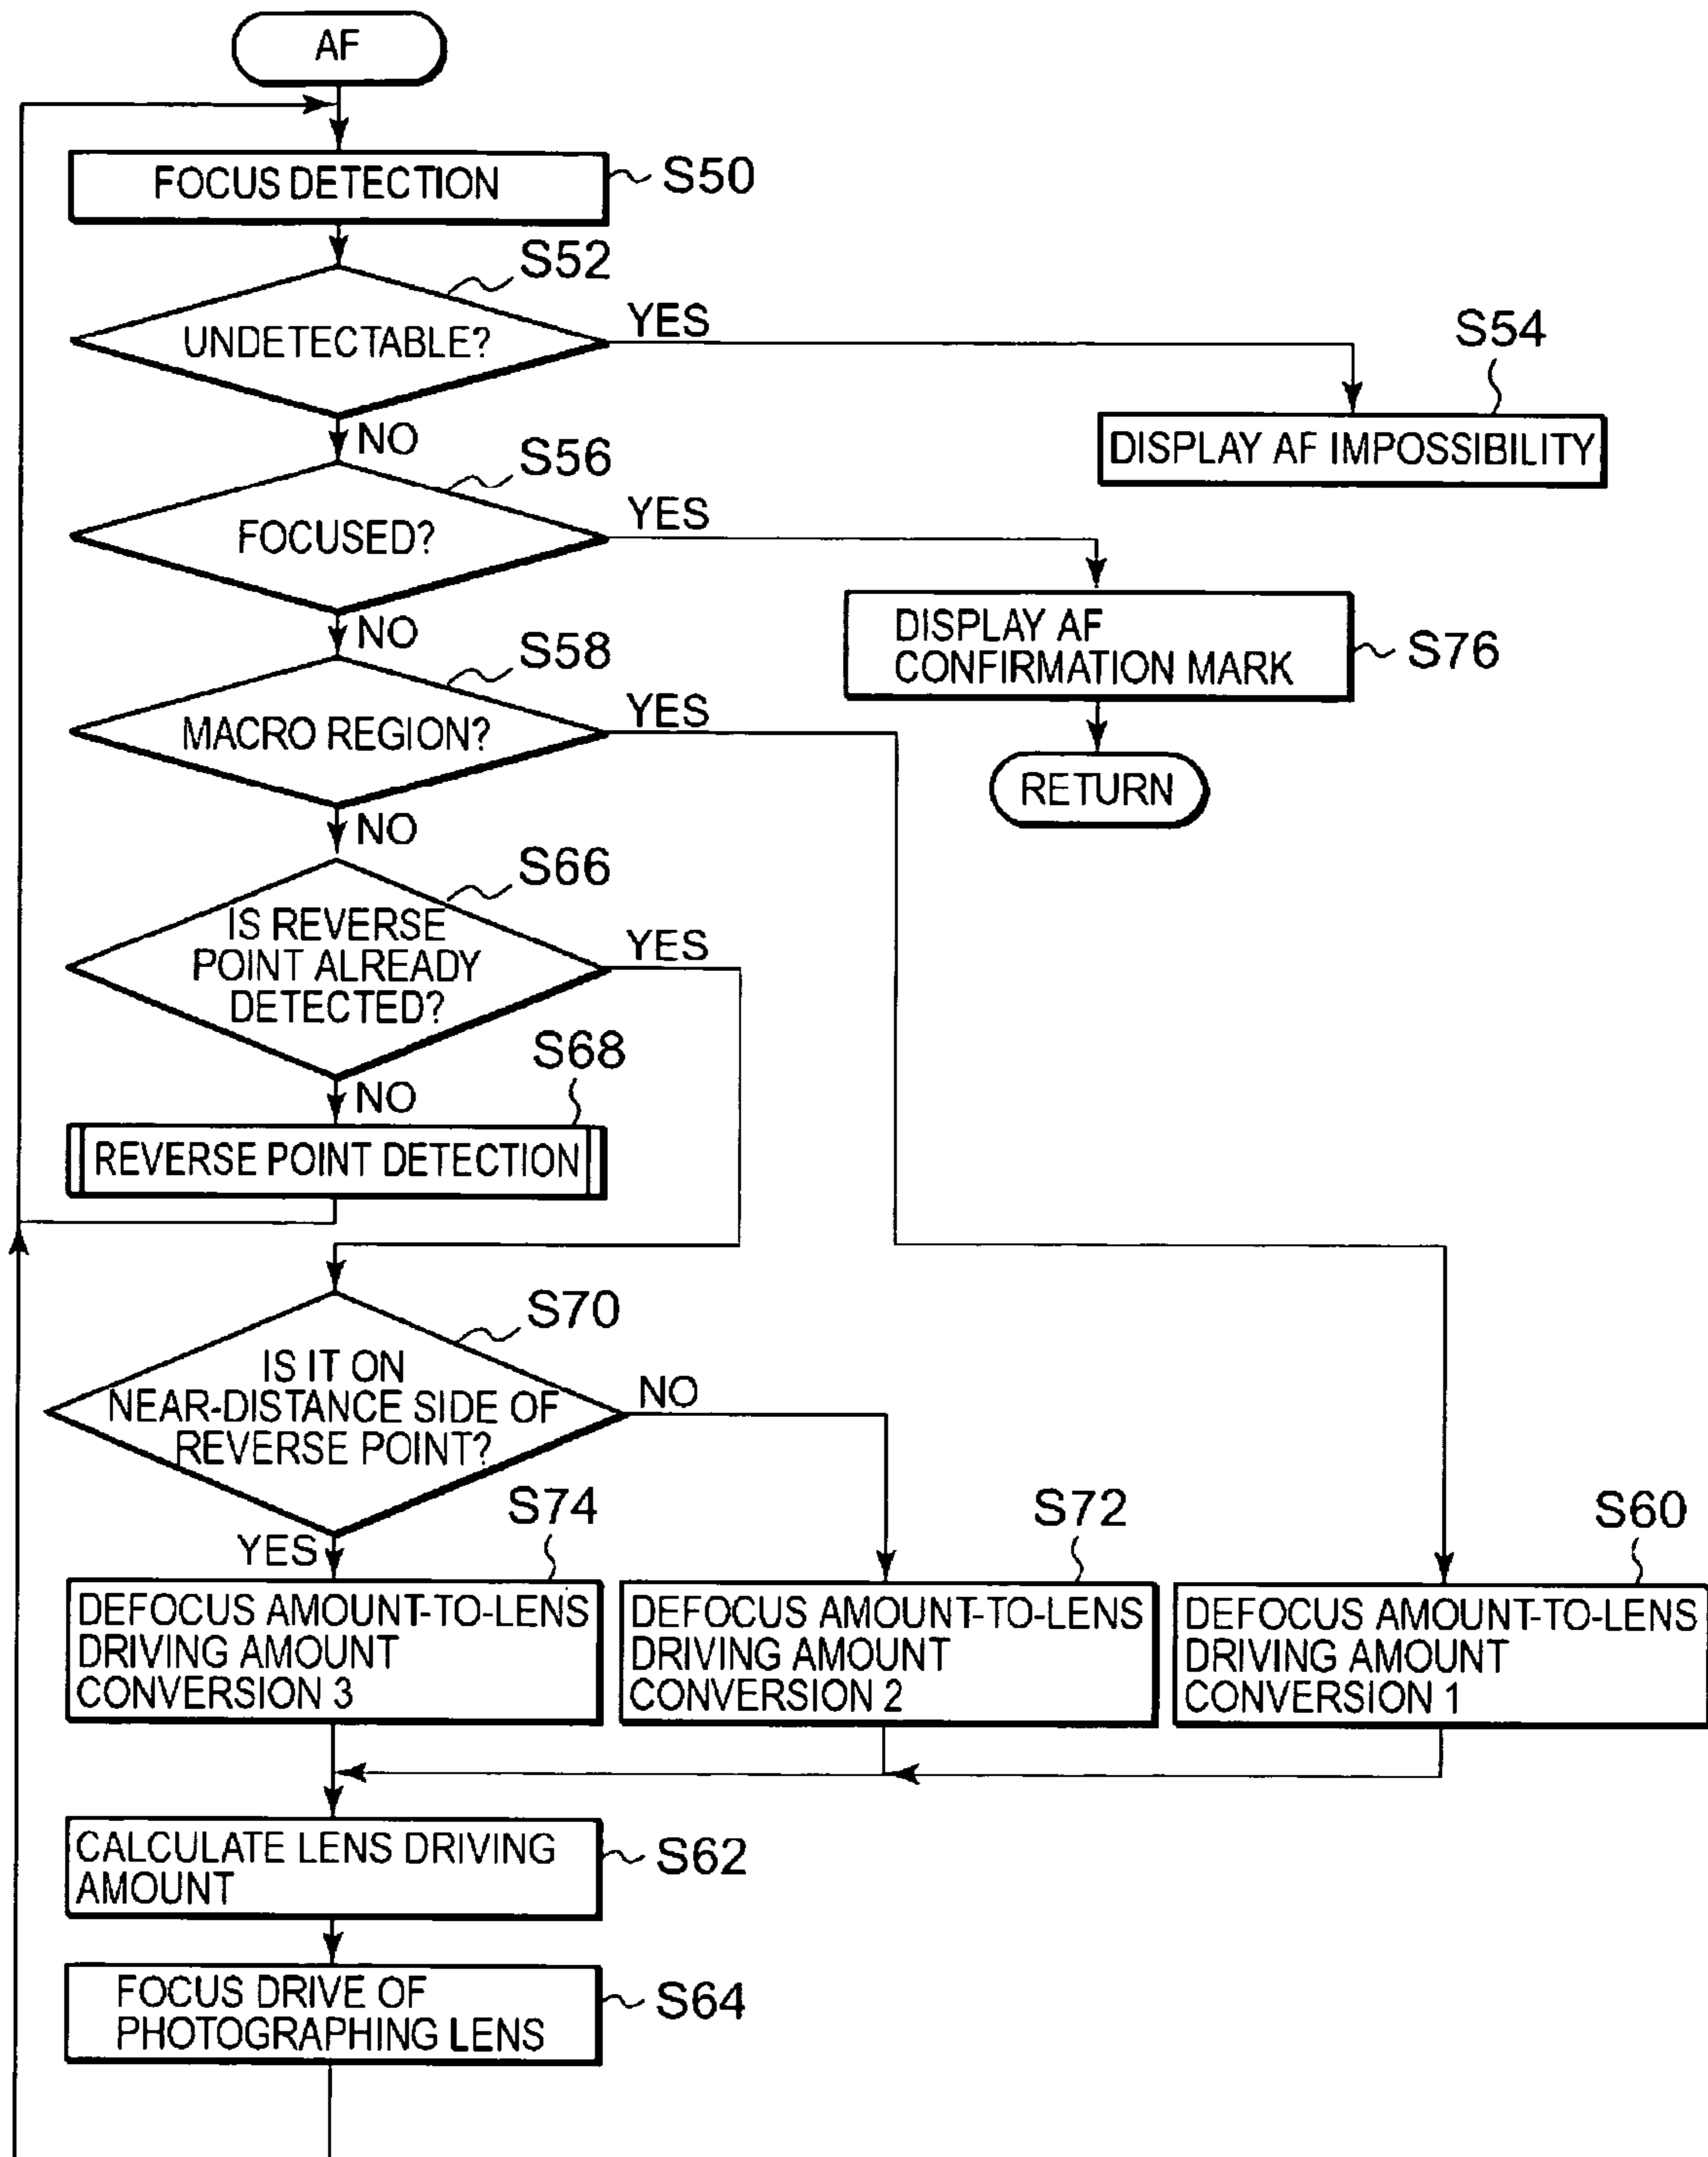 AF
FOCUS DETECTION
S50
S52
UNDETECTABLE?
YES
NO
S54
DISPLAY AF IMPOSSIBILITY
S56
FOCUSED?
YES
NO
DISPLAY AF
CONFIRMATION MARK
S76
RETURN
S58
MACRO REGION?
YES
NO
S66
IS REVERSE
POINT ALREADY
DETECTED?
YES
NO
S68
REVERSE POINT DETECTION
S70
IS IT ON
NEAR-DISTANCE SIDE OF
REVERSE POINT?
NO
YES
S74
DEFOCUS AMOUNT-TO-LENS
DRIVING AMOUNT
CONVERSION 3
S72
DEFOCUS AMOUNT-TO-LENS
DRIVING AMOUNT
CONVERSION 2
S60
DEFOCUS AMOUNT-TO-LENS
DRIVING AMOUNT
CONVERSION 1
CALCULATE LENS DRIVING
AMOUNT
S62
FOCUS DRIVE OF
PHOTOGRAPHING LENS
S64